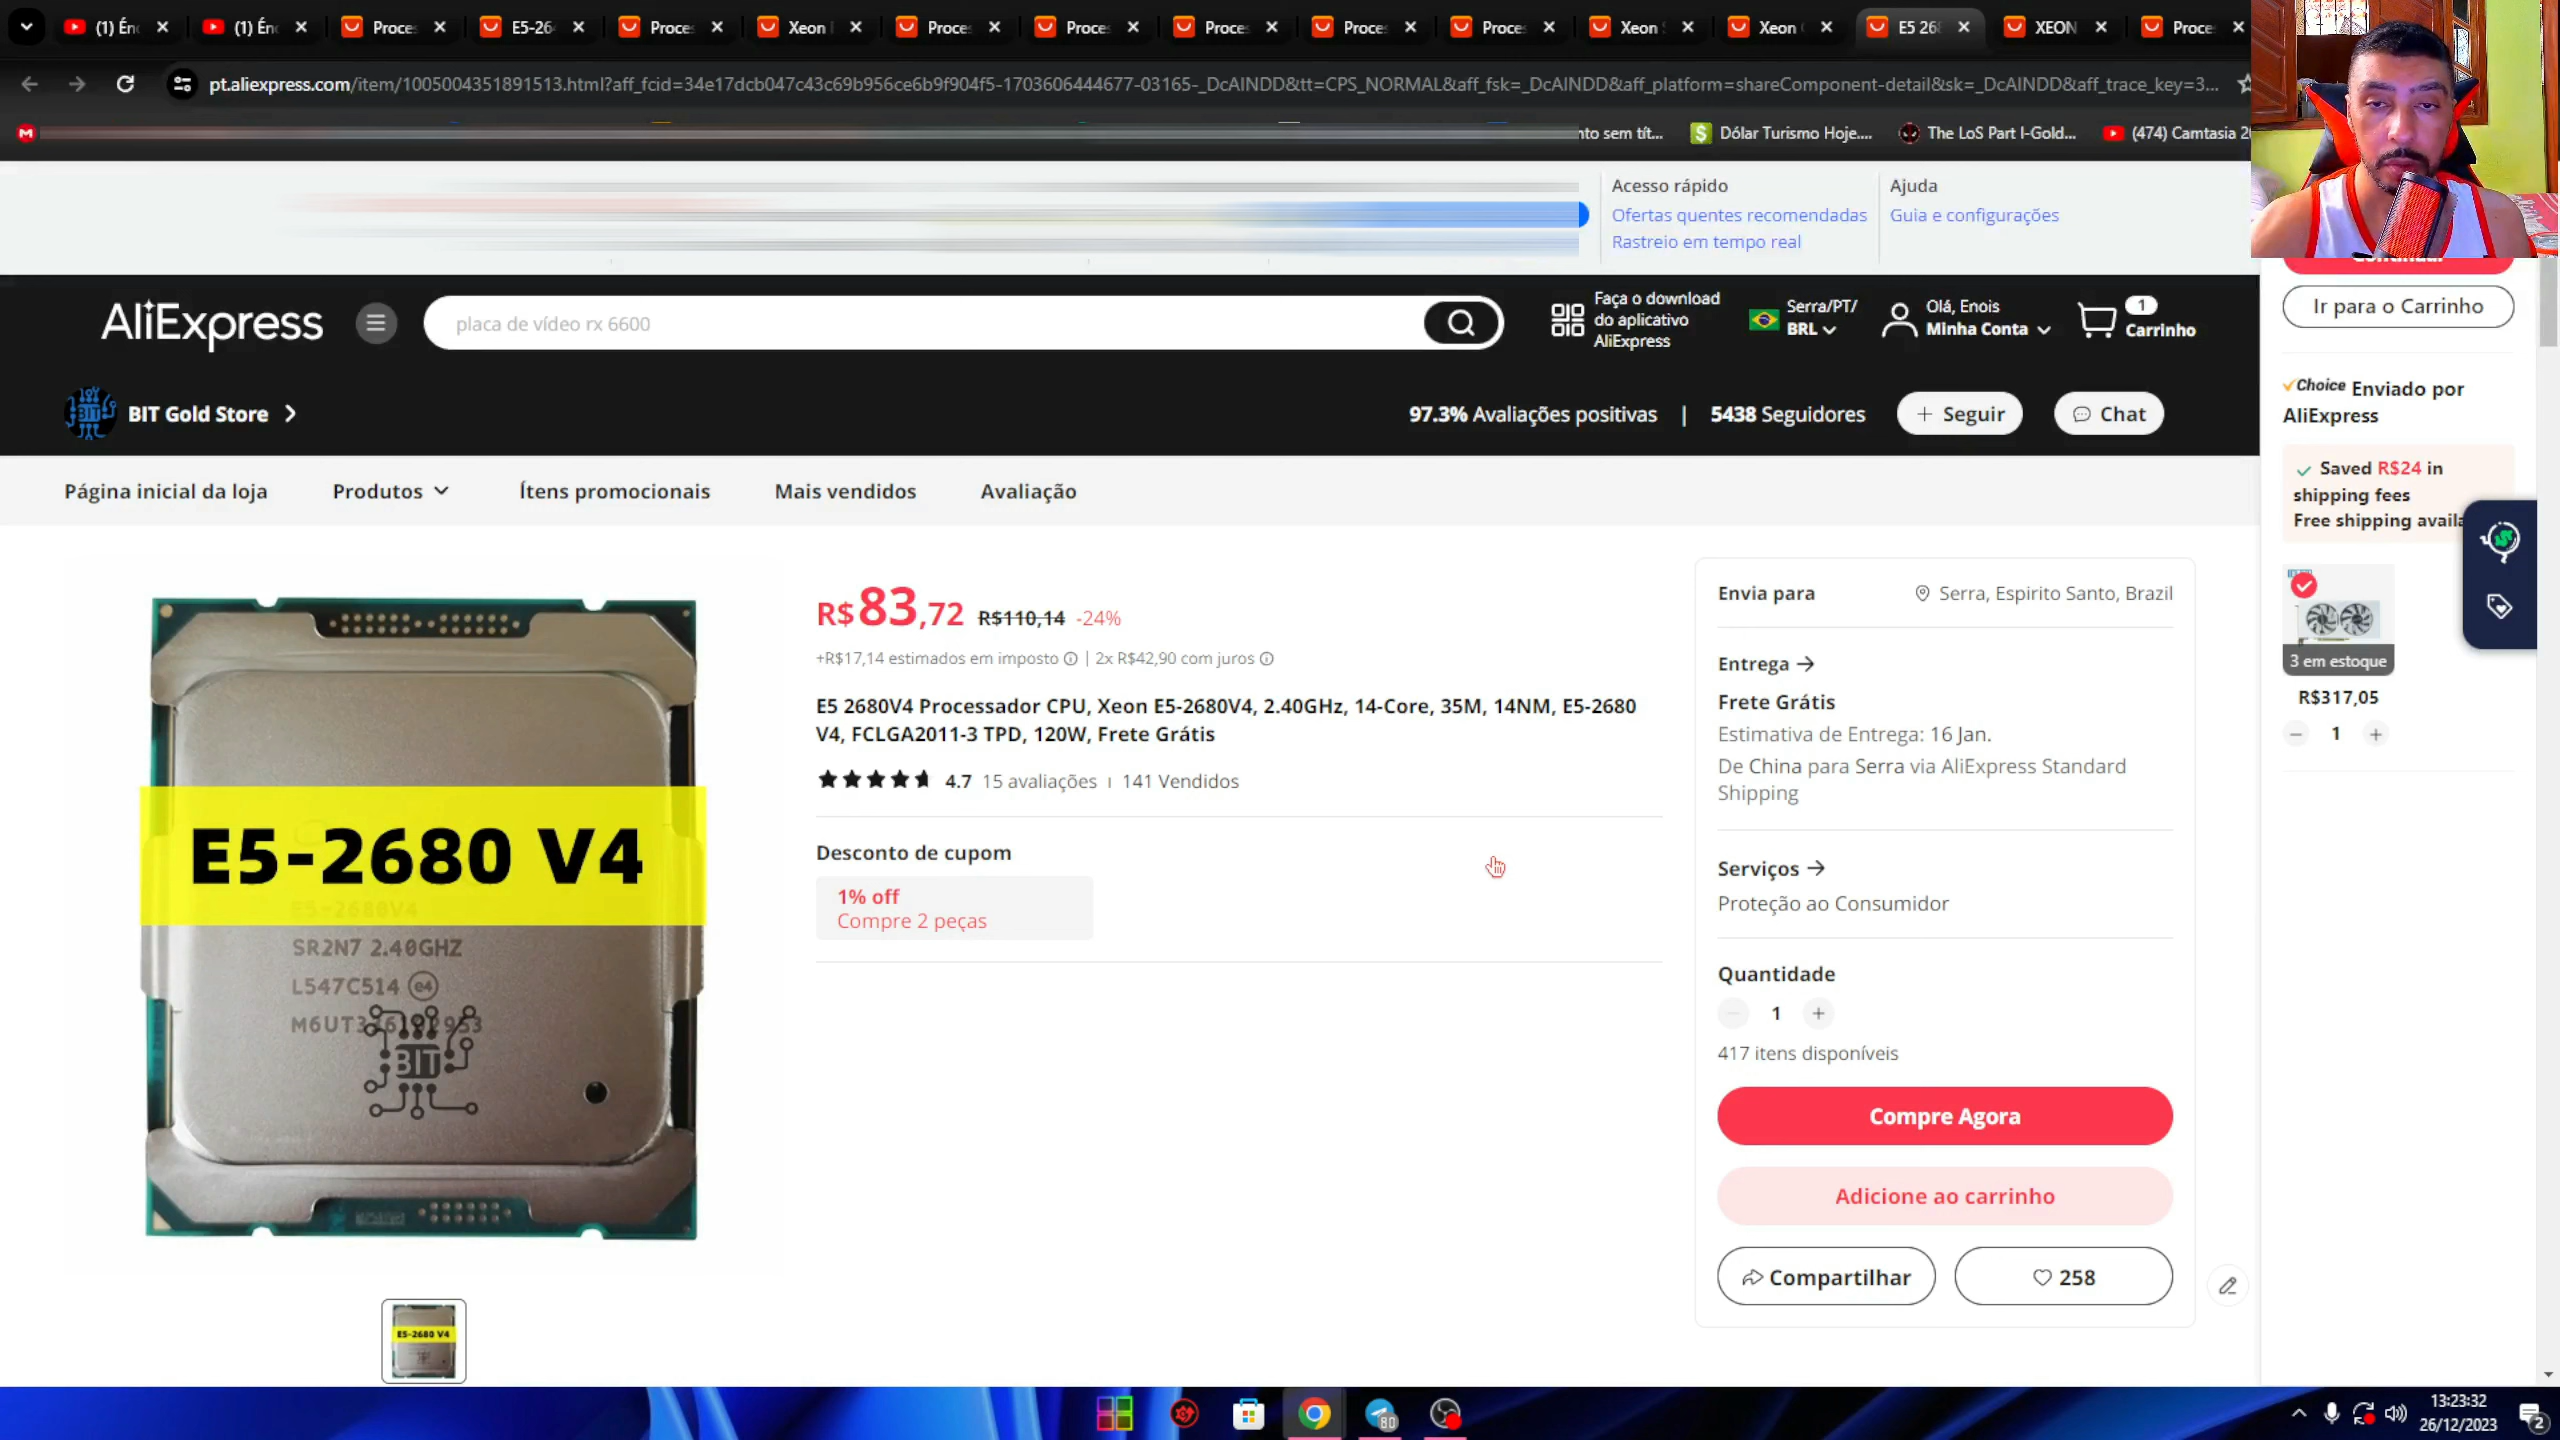 (1) Én
(1) Én
Proces
E5-26
Proce
Xeon
Proce
Proce
Proce
Proce
Proce
Xeon
Xeon
E5 26
XEON
Proce
pt.aliexpress.com/item/1005004351891513.html?aff_fcid=34e17dcb047c43c69b956ce6b9f904f5-1703606444677-03165-_DcAINDD&tt=CPS_NORMAL&aff_fsk=_DcAINDD&aff_platform=shareComponent-detail&sk=_DcAINDD&aff_trace_key=3...
nto sem tít...
Dólar Turismo Hoje....
The LoS Part I-Gold...
(474) Camtasia 2
Acesso rápido
Ofertas quentes recomendadas
Rastreio em tempo real
Ajuda
Guia e configurações
AliExpress
placa de vídeo rx 6600
Faça o download
do aplicativo
AliExpress
Serra/PT/
BRL
Olá, Enois
Minha Conta
1
Carrinho
BIT
BIT Gold Store
97.3% Avaliações positivas | 5438 Seguidores
+ Seguir
Chat
Página inicial da loja
Produtos
Ítens promocionais
Mais vendidos
Avaliação
E5-2680 V4
E5-2680V4
SR2N7 2.40GHZ
L547C514 e4
BIT
E5-2680 V4
R$83,72 R$110,14 -24%
+R$17,14 estimados em imposto | 2x R$42,90 com juros
E5 2680V4 Processador CPU, Xeon E5-2680V4, 2.40GHz, 14-Core, 35M, 14NM, E5-2680
V4, FCLGA2011-3 TPD, 120W, Frete Grátis
4.7 15 avaliações | 141 Vendidos
Desconto de cupom
1% off
Compre 2 peças
Envia para
Serra, Espirito Santo, Brazil
Entrega
Frete Grátis
Estimativa de Entrega: 16 Jan.
De China para Serra via AliExpress Standard
Shipping
Serviços
Proteção ao Consumidor
Quantidade
1
417 itens disponíveis
Compre Agora
Adicione ao carrinho
Compartilhar
258
Ir para o Carrinho
Choice Enviado por
AliExpress
Saved R$24 in
shipping fees
Free shipping availa
3 em estoque
R$317,05
1
80
13:23:32
26/12/2023
2